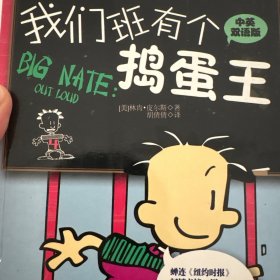 我们班有个
中英
双语版
捣蛋王
BIG NATE:
OUT LOUD
[美]林肯·皮尔斯 著
胡倩倩 译
蝉连《纽约时报》